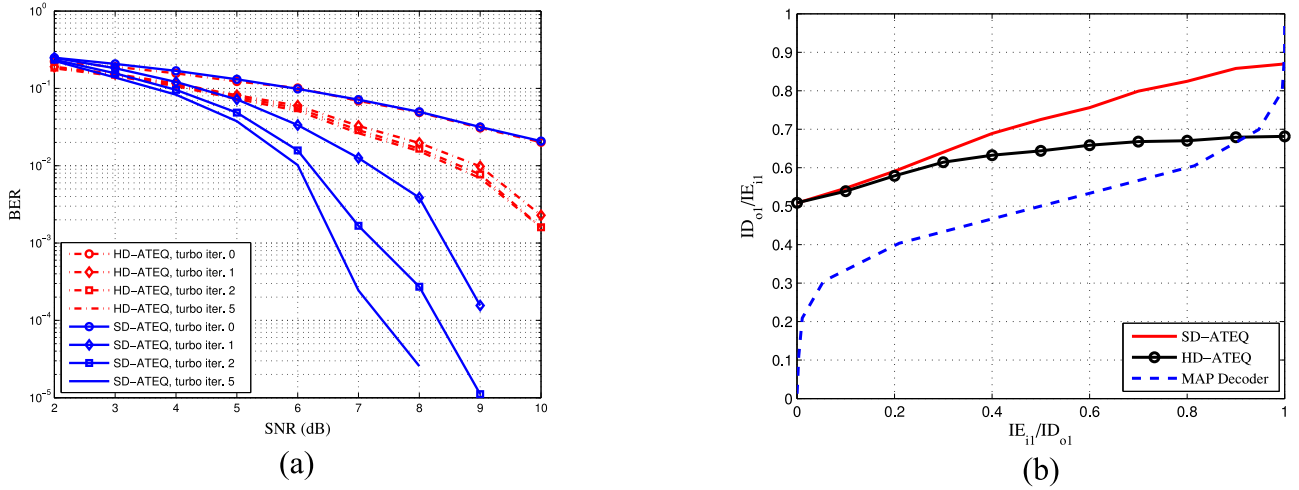 10^0
10^-1
10^-2
10^-3
10^-4
10^-5
BER
HD-ATEQ, turbo iter. 0
HD-ATEQ, turbo iter. 1
HD-ATEQ, turbo iter. 2
HD-ATEQ, turbo iter. 5
SD-ATEQ, turbo iter. 0
SD-ATEQ, turbo iter. 1
SD-ATEQ, turbo iter. 2
SD-ATEQ, turbo iter. 5
2 3 4 5 6 7 8 9 10
SNR (dB)
(a)
1
0.9
0.8
0.7
0.6
0.5
0.4
0.3
0.2
0.1
0
ID_o1/IE_i1
SD-ATEQ
HD-ATEQ
MAP Decoder
0 0.2 0.4 0.6 0.8 1
IE_i1/ID_o1
(b)